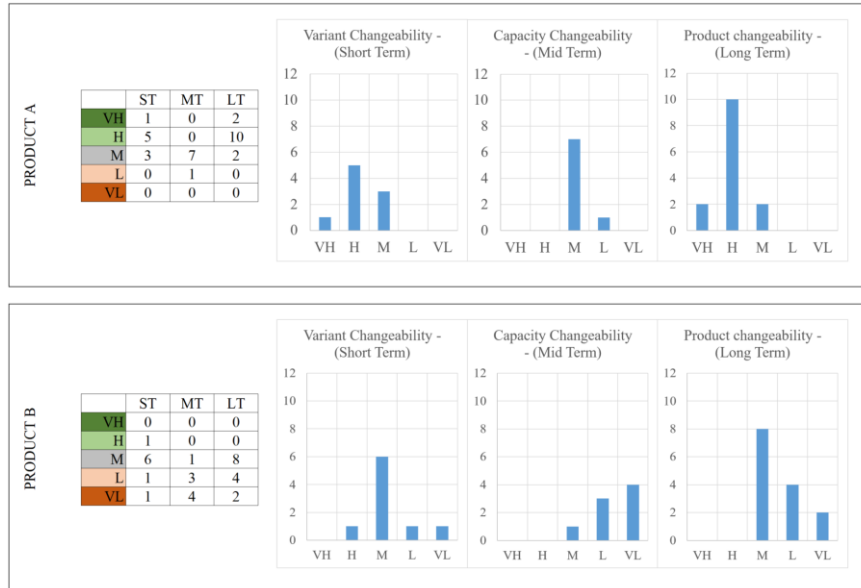 PRODUCT A
ST MT LT
VH 1 0 2
H 5 0 10
M 3 7 2
L 0 1 0
VL 0 0 0
Variant Changeability -
(Short Term)
12
10
8
6
4
2
0
VH H M L VL
Capacity Changeability
- (Mid Term)
12
10
8
6
4
2
0
VH H M L VL
Product changeability -
(Long Term)
12
10
8
6
4
2
0
VH H M L VL
PRODUCT B
ST MT LT
VH 0 0 0
H 1 0 0
M 6 1 8
L 1 3 4
VL 1 4 2
Variant Changeability -
(Short Term)
12
10
8
6
4
2
0
VH H M L VL
Capacity Changeability
- (Mid Term)
12
10
8
6
4
2
0
VH H M L VL
Product changeability -
(Long Term)
12
10
8
6
4
2
0
VH H M L VL